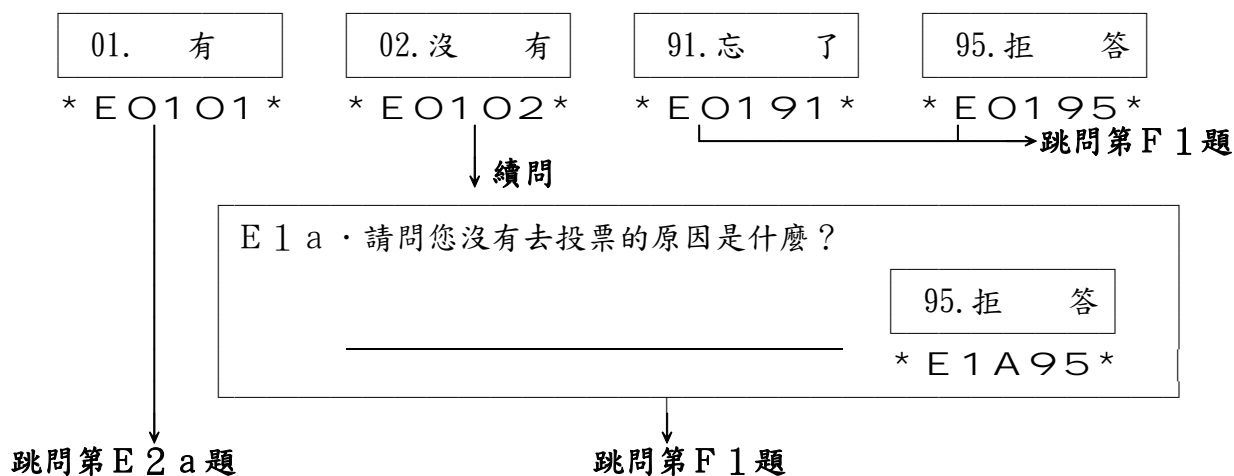 01. 有 02.沒 有 91.忘 了 95.拒 答
*E0101* *E0102* *E0191* *E0195*
跳問第F1題
續問
E1a.請問您沒有去投票的原因是什麼?
95.拒 答
*E1A95*
跳問第E2a題 跳問第F1題